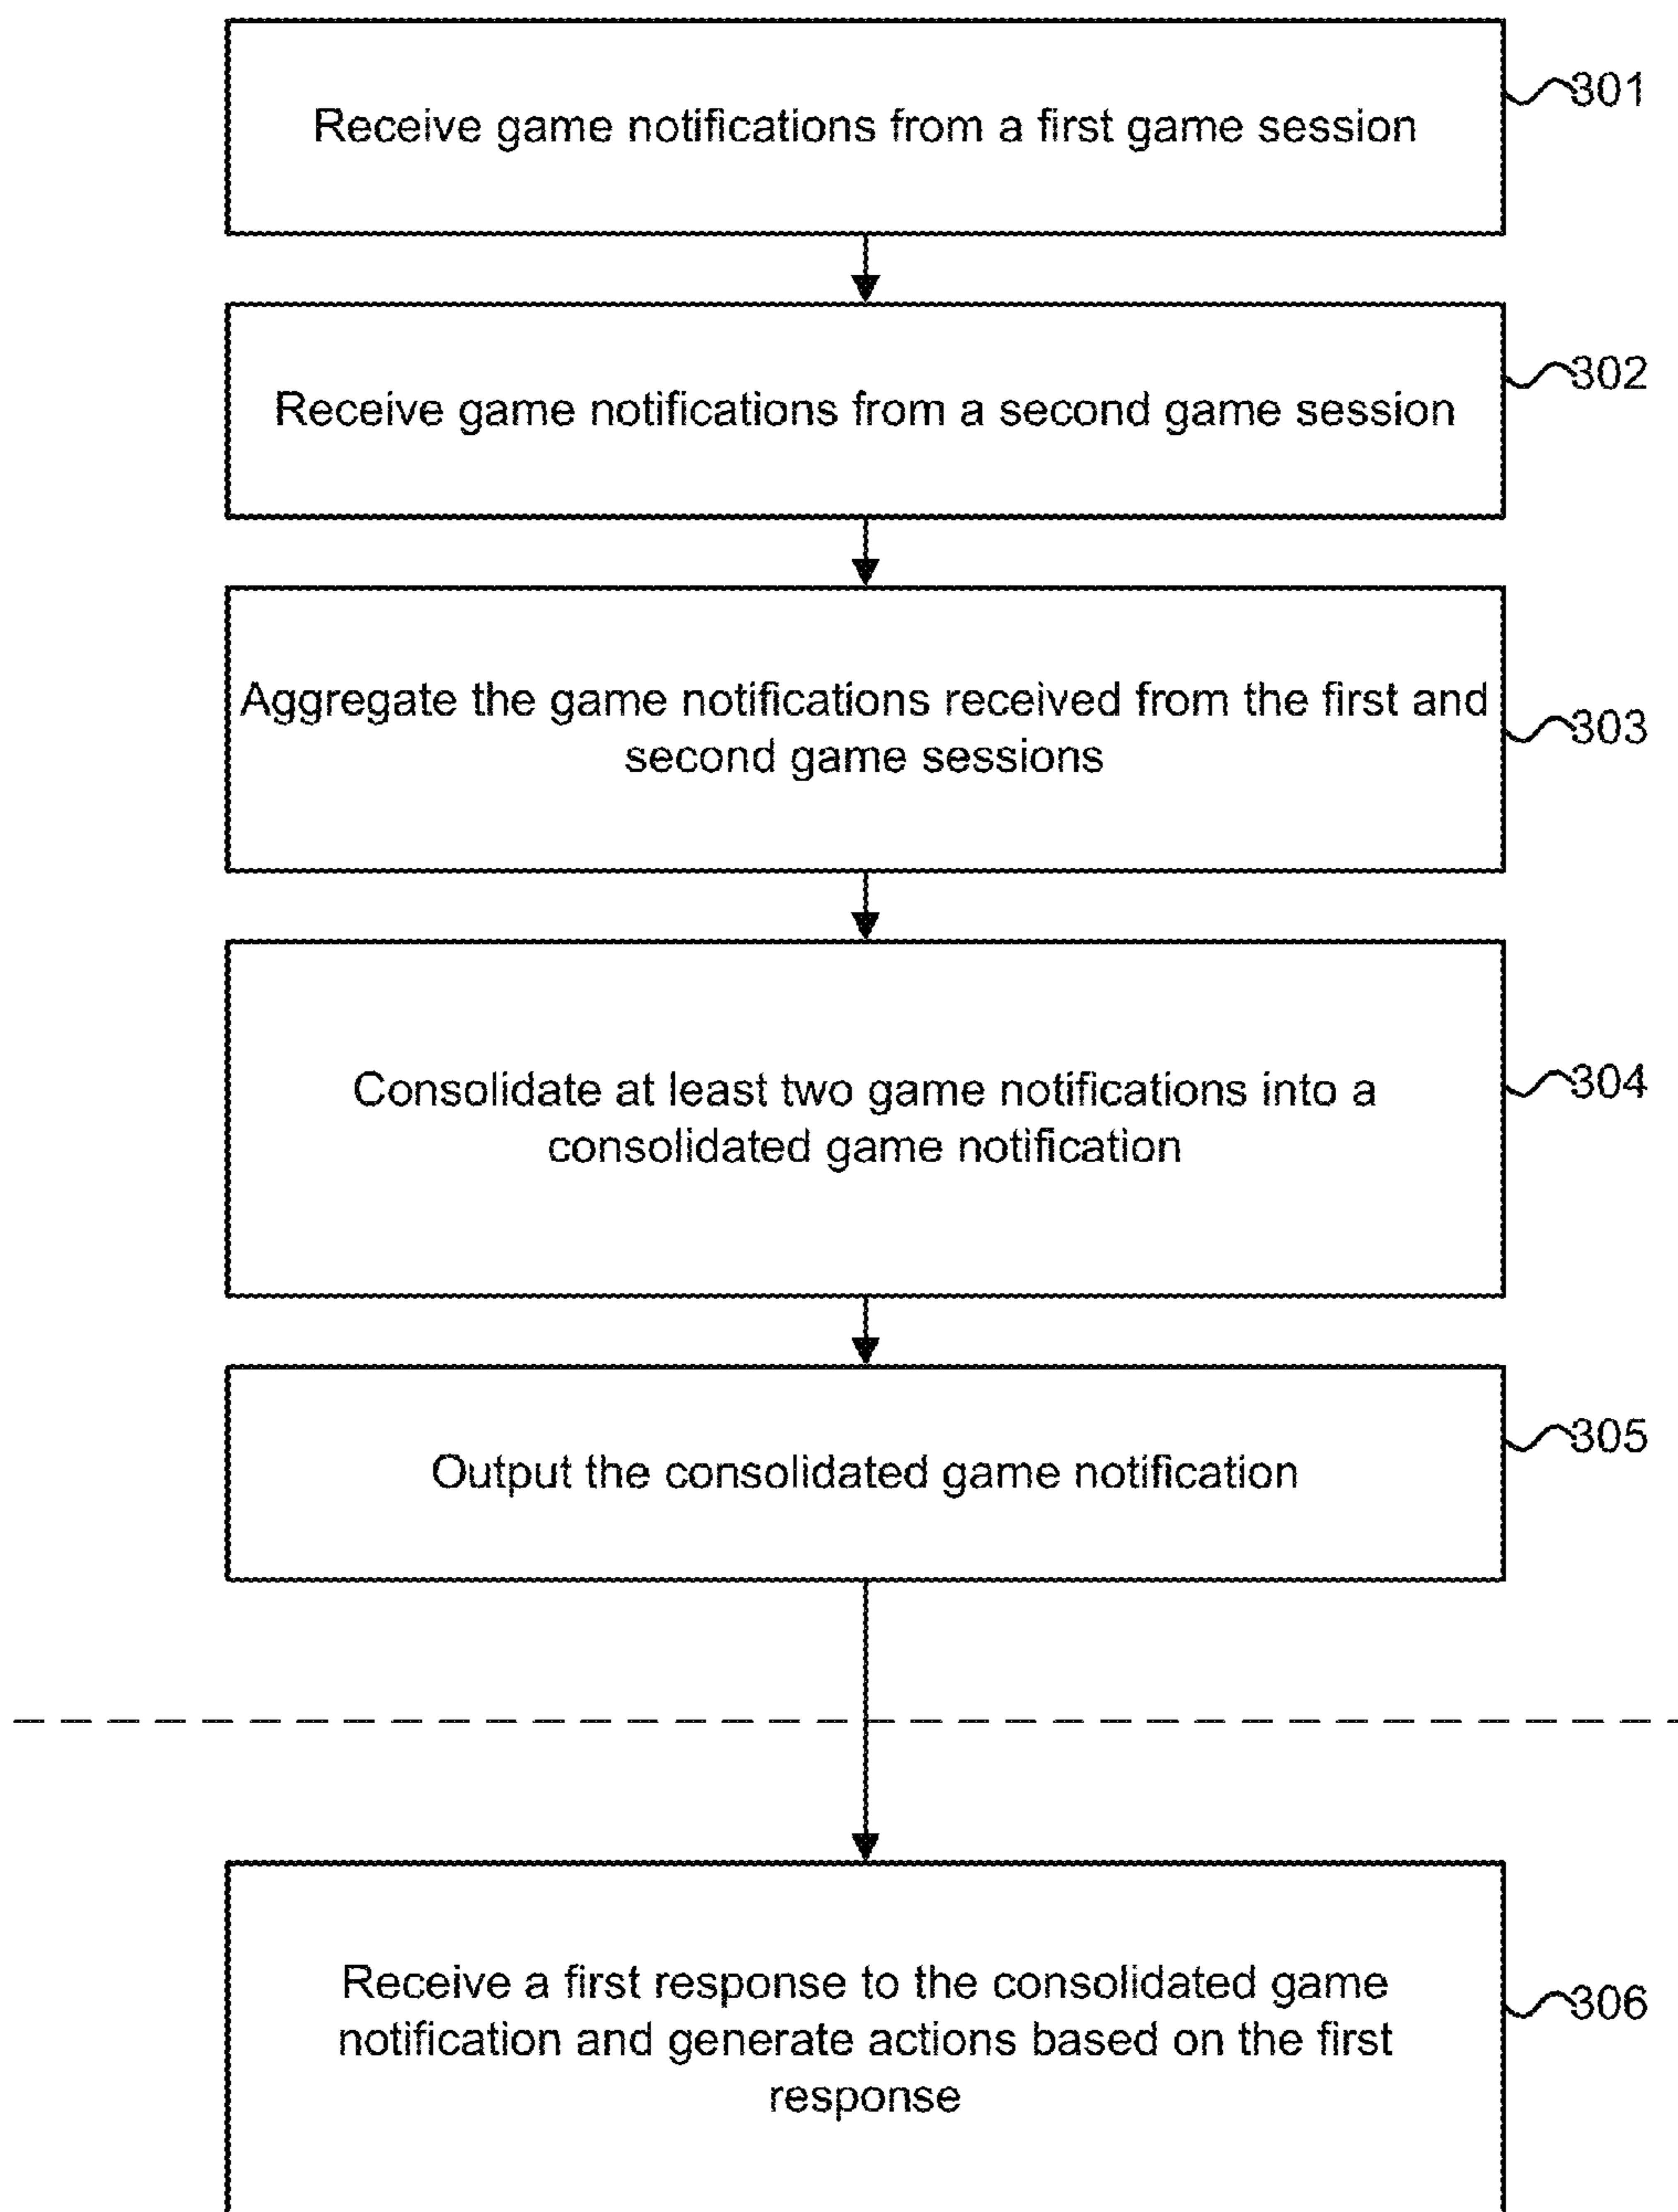 Receive game notifications from a first game session
301
Receive game notifications from a second game session
302
Aggregate the game notifications received from the first and
second game sessions
303
Consolidate at least two game notifications into a
consolidated game notification
304
Output the consolidated game notification
305
Receive a first response to the consolidated game
notification and generate actions based on the first
response
306